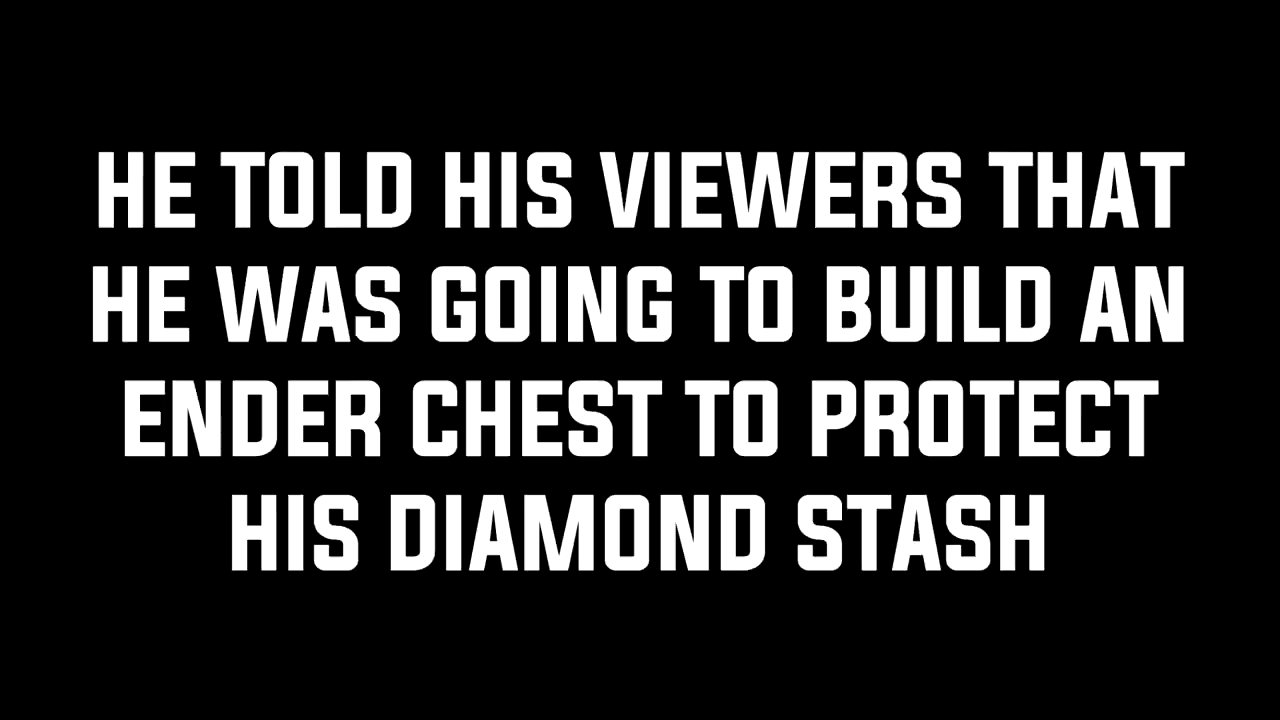 HE TOLD HIS VIEWERS THAT
HE WAS GOING TO BUILD AN
ENDER CHEST TO PROTECT
HIS DIAMOND STASH